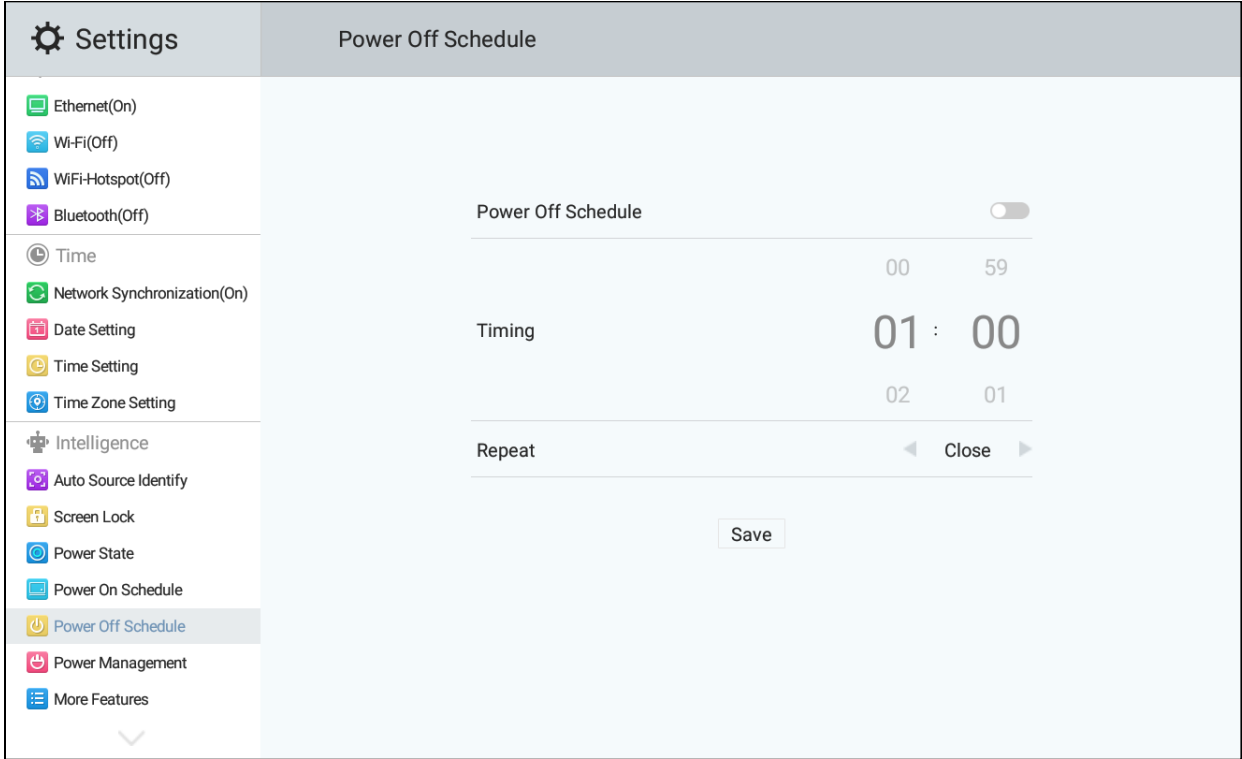 Settings
Power Off Schedule
Ethernet(On)
Wi-Fi(Off)
WiFi-Hotspot(Off)
Bluetooth(Off)
Time
Network Synchronization(On)
Date Setting
Time Setting
Time Zone Setting
Intelligence
Auto Source Identify
Screen Lock
Power State
Power On Schedule
Power Off Schedule
Power Management
More Features
Power Off Schedule
00 59
Timing 01 : 00
02 01
Repeat Close
Save